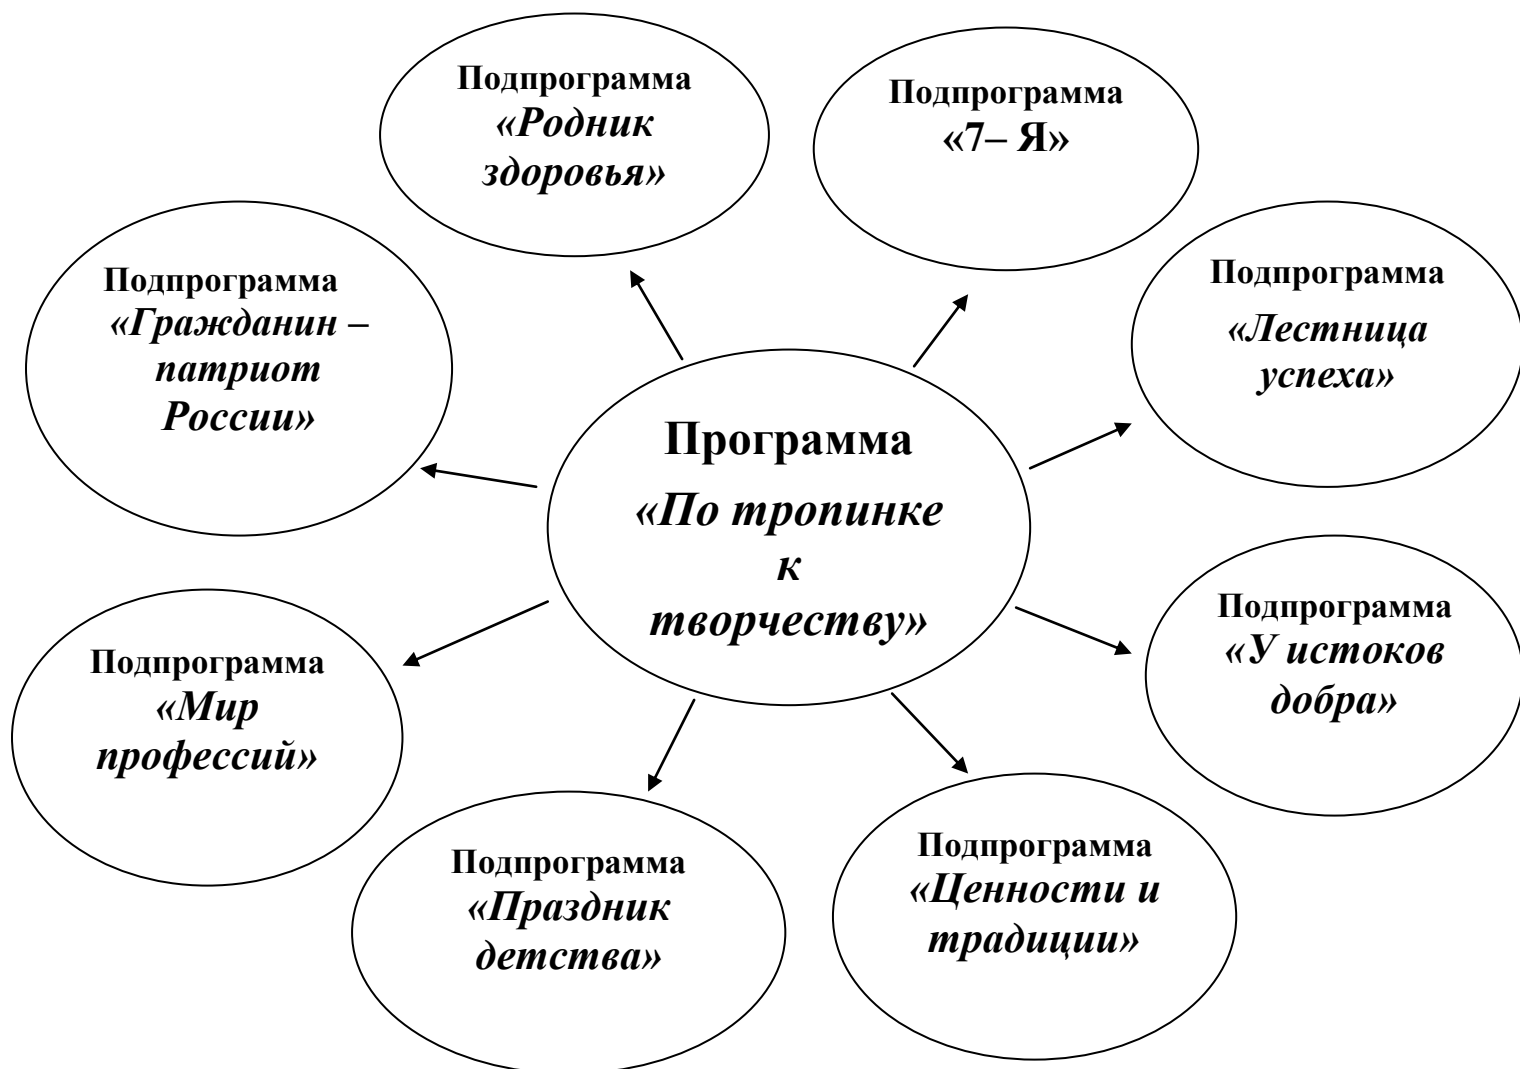 Подпрограмма
«Родник
здоровья»
Подпрограмма
«7– Я»
Подпрограмма
«Гражданин –
патриот
России»
Подпрограмма
«Лестница
успеха»
Программа
«По тропинке
к
творчеству»
Подпрограмма
«Мир
профессий»
Подпрограмма
«У истоков
добра»
Подпрограмма
«Праздник
детства»
Подпрограмма
«Ценности и
традиции»